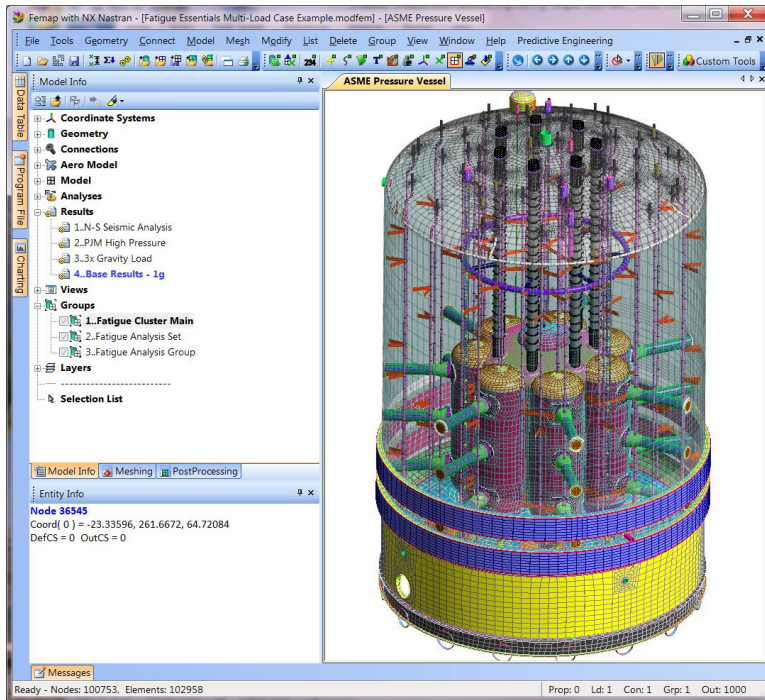 Femap with NX Nastran - [Fatigue Essentials Multi-Load Case Example.modfem] - [ASME Pressure Vessel]
File Tools Geometry Connect Model Mesh Modify List Delete Group View Window Help Predictive Engineering
Custom Tools
Model Info
ASME Pressure Vessel
Data Table
Program File
Charting
Coordinate Systems
Geometry
Connections
Aero Model
Model
Analyses
Results
1..N-S Seismic Analysis
2..PJM High Pressure
3..3x Gravity Load
4..Base Results - 1g
Views
Groups
1..Fatigue Cluster Main
2..Fatigue Analysis Set
3..Fatigue Analysis Group
Layers
---------------------------
Selection List
Model Info Meshing PostProcessing
Entity Info
Node 36545
Coord( 0 ) = -23.33596, 261.6672, 64.72084
DefCS = 0 OutCS = 0
Messages
Ready - Nodes: 100753, Elements: 102958 Prop: 0 Ld: 1 Con: 1 Grp: 1 Out: 1000